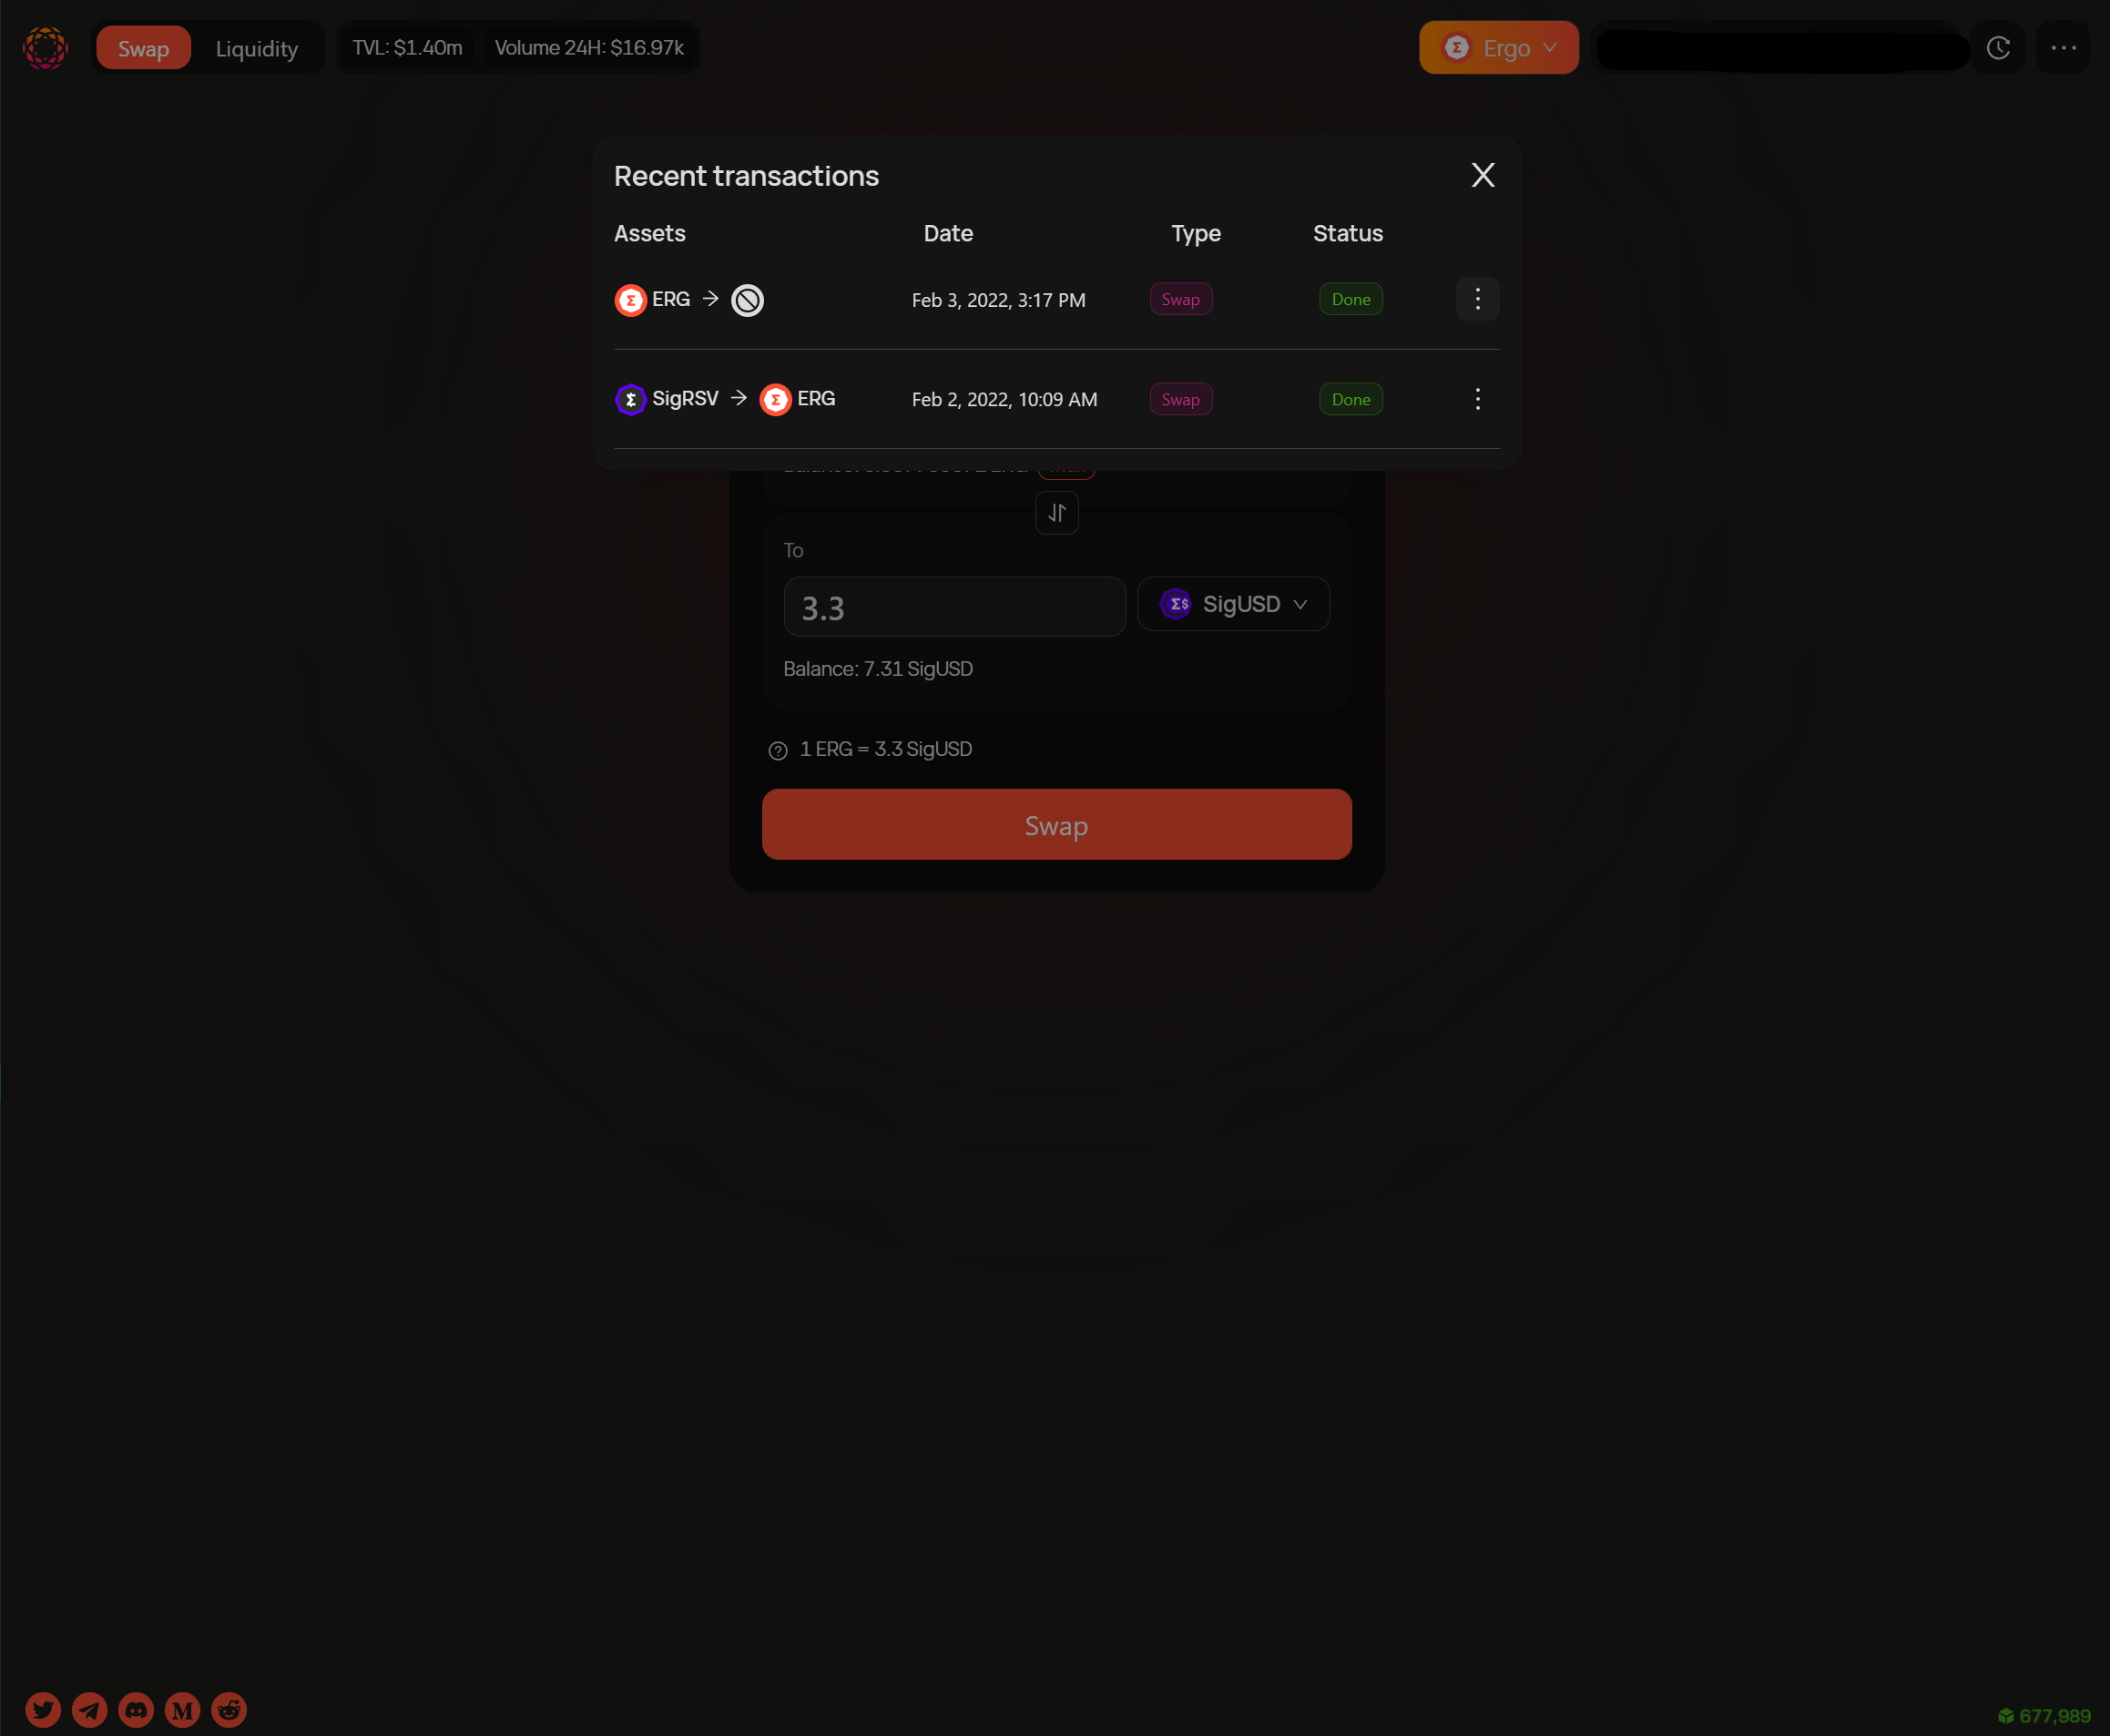 Swap Liquidity TVL: $1.40m Volume 24H: $16.97k Ergo
Recent transactions
Assets Date Type Status
ERG → Feb 3, 2022, 3:17 PM Swap Done
SigRSV → ERG Feb 2, 2022, 10:09 AM Swap Done
To
3.3 SigUSD
Balance: 7.31 SigUSD
1 ERG = 3.3 SigUSD
Swap
677,989